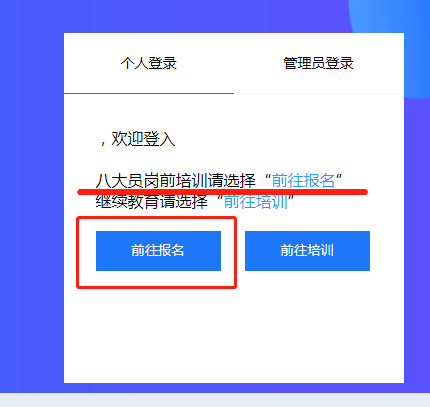 个人登录 管理员登录
，欢迎登入
八大员岗前培训请选择“前往报名”
继续教育请选择“前往培训”
前往报名 前往培训